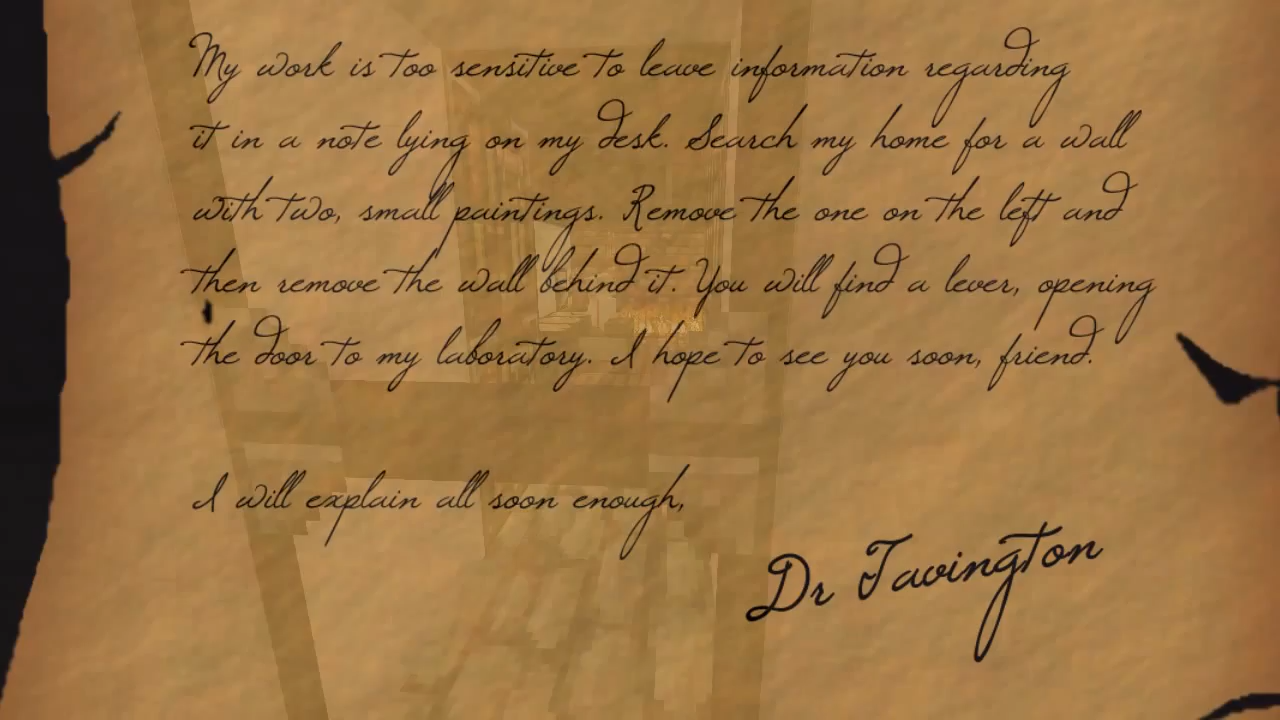 My work is too sensitive to leave information regarding
it in a note lying on my desk. Search my home for a wall
with two, small paintings. Remove the one on the left and
then remove the wall behind it. You will find a lever, opening
the door to my laboratory. I hope to see you soon, friend.
I will explain all soon enough,
Dr Tavington